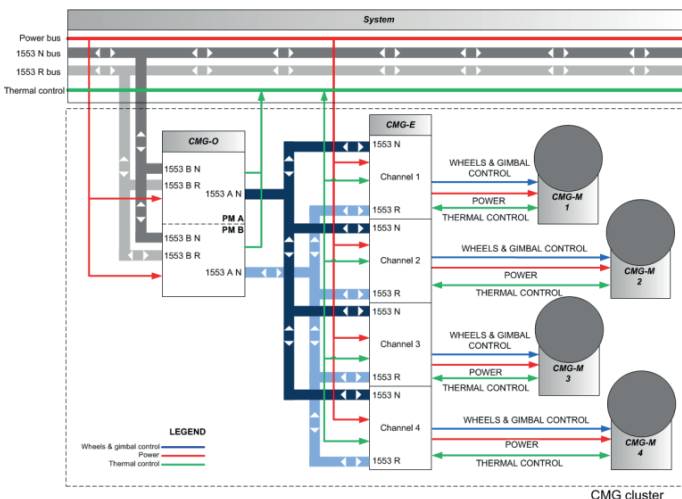 System
Power bus
1553 N bus
1553 R bus
Thermal control
CMG-O
1553 B N
1553 B R
1553 A N
PM A
PM B
1553 B N
1553 B R
1553 A N
CMG-E
1553 N
Channel 1
1553 R
1553 N
Channel 2
1553 R
1553 N
Channel 3
1553 R
1553 N
Channel 4
1553 R
WHEELS & GIMBAL
CONTROL
POWER
THERMAL CONTROL
CMG-M
1
WHEELS & GIMBAL CONTROL
POWER
THERMAL CONTROL
CMG-M
2
WHEELS & GIMBAL
CONTROL
POWER
THERMAL CONTROL
CMG-M
3
WHEELS & GIMBAL CONTROL
POWER
THERMAL CONTROL
CMG-M
4
LEGEND
Wheels & gimbal control
Power
Thermal control
CMG cluster